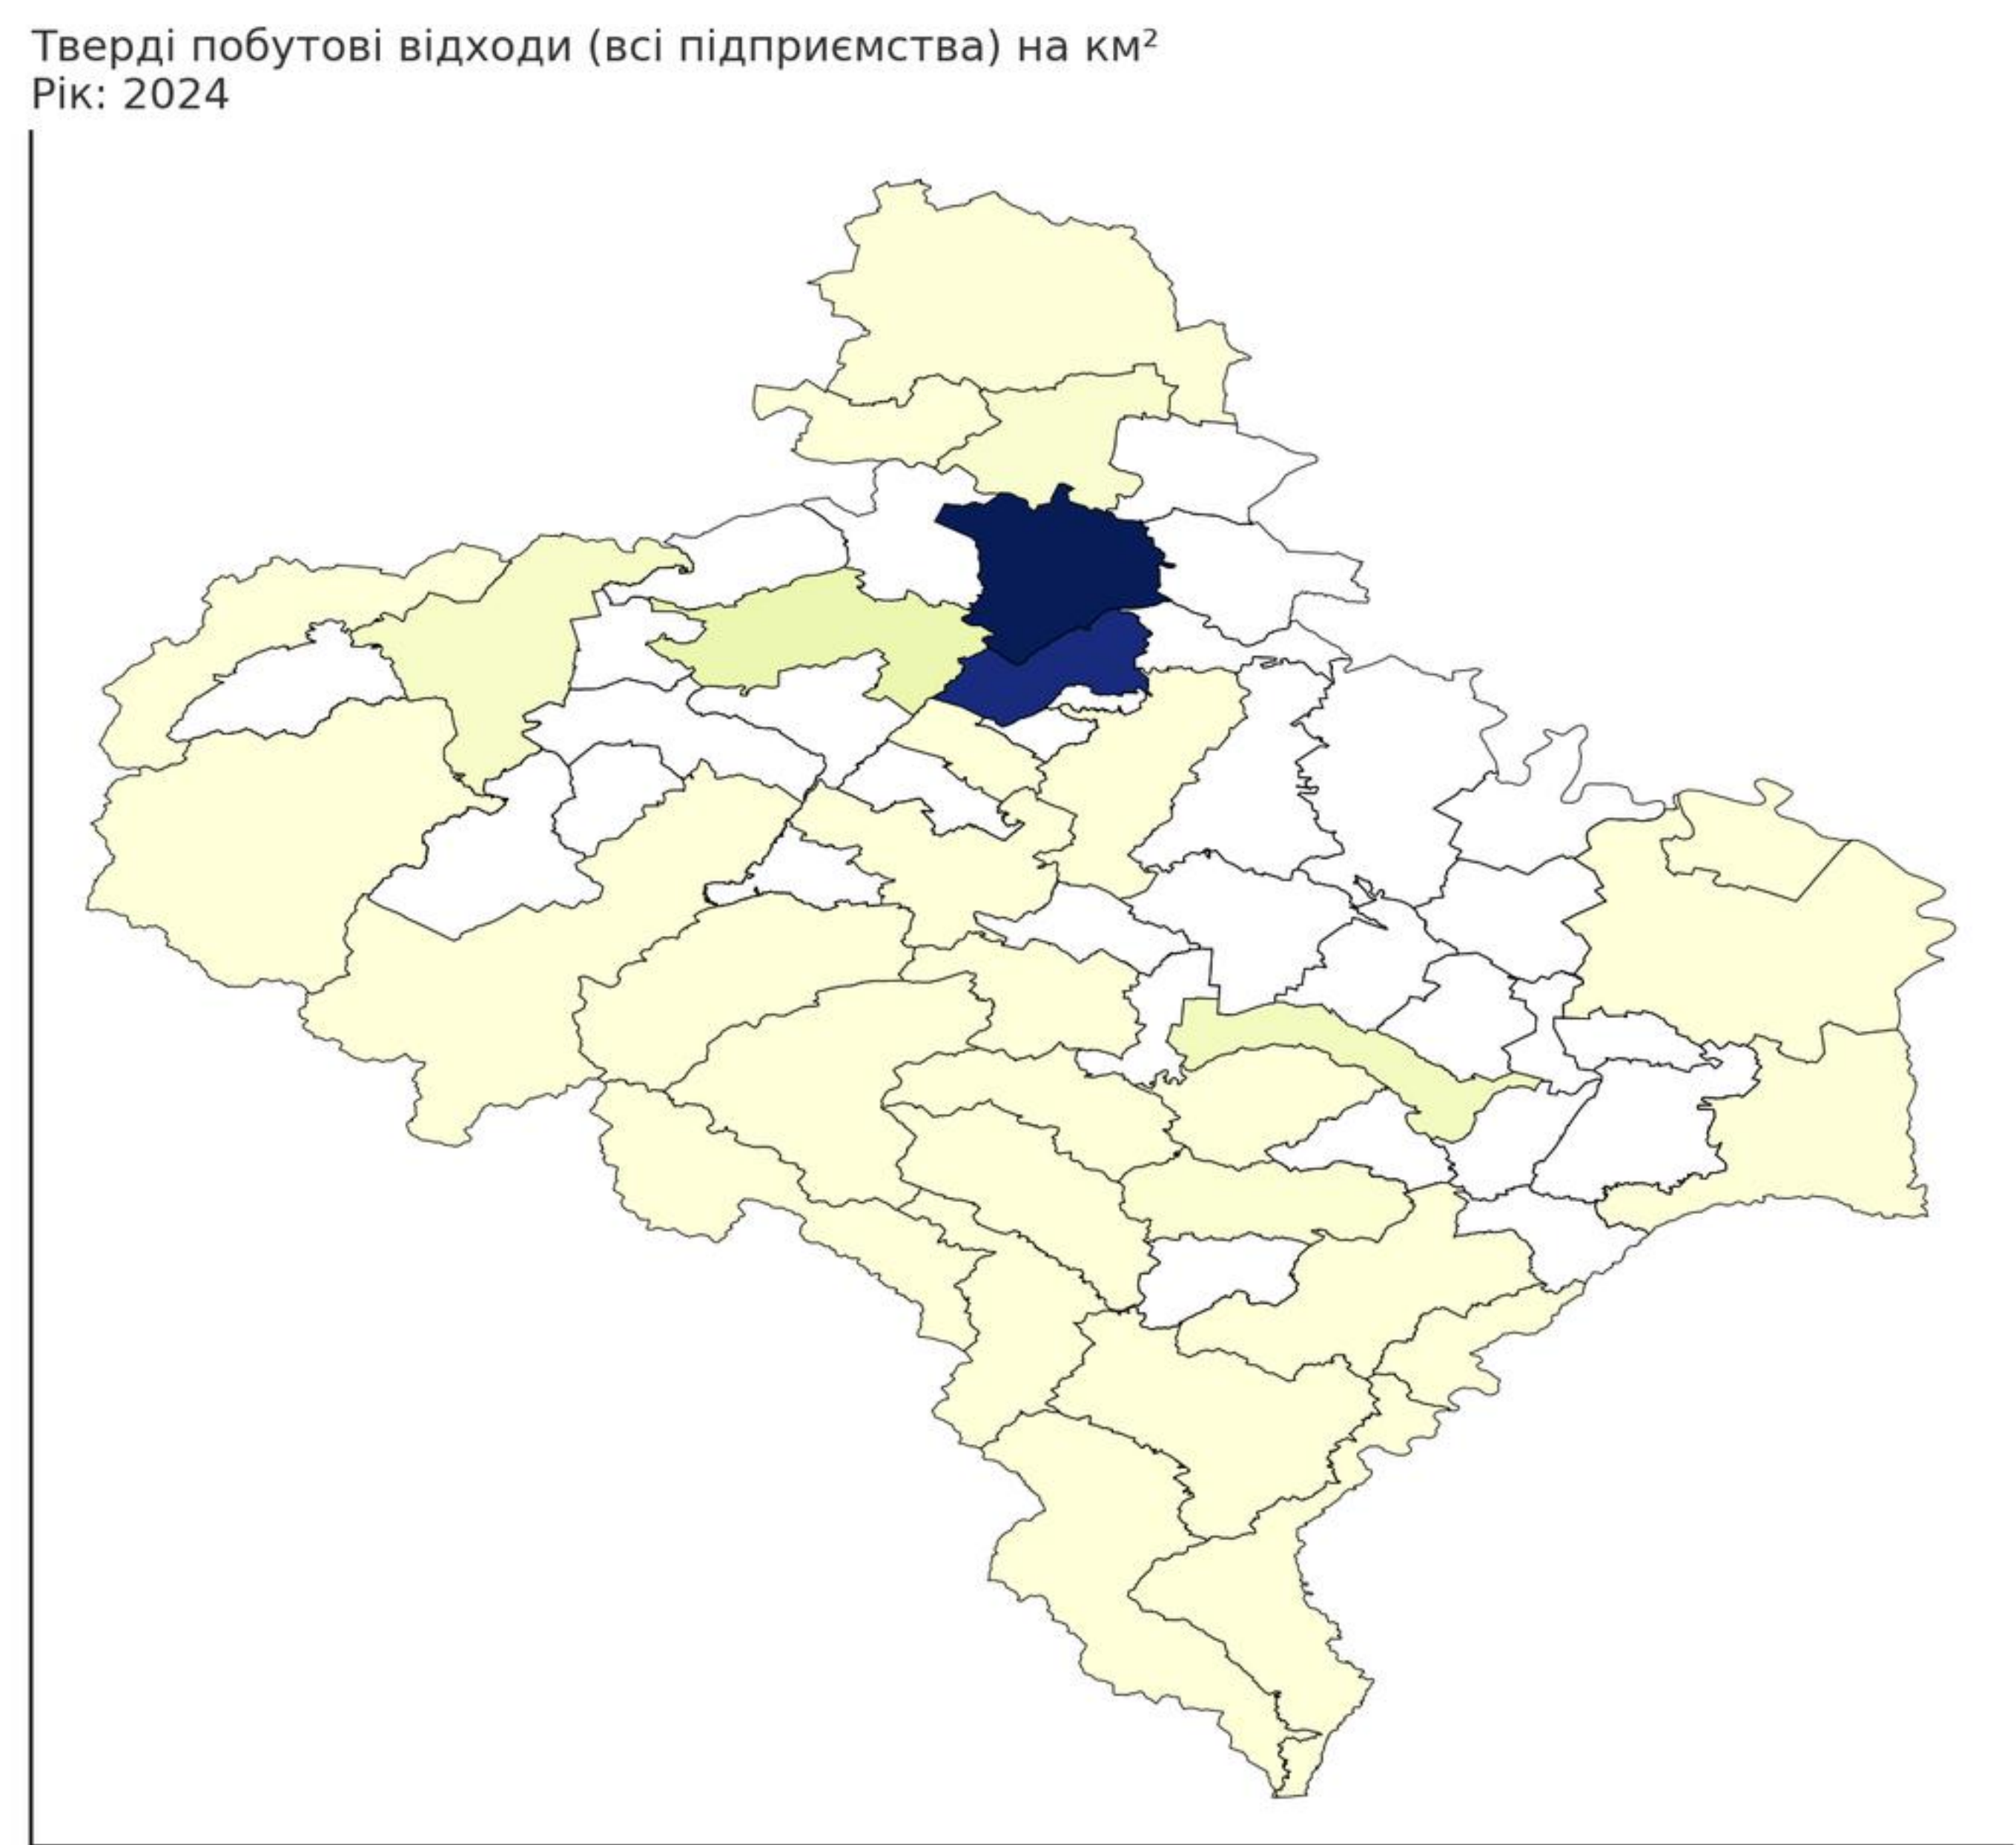 Тверді побутові відходи (всі підприємства) на км²
Рік: 2024